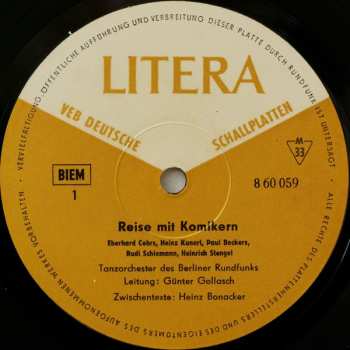 VERVIELFÄLTIGUNG, ÖFFENTLICHE AUFFÜHRUNG UND VERBREITUNG DIESER PLATTE DURCH RUNDFUNK IST UNTERSAGT
ALLE RECHTE DES PLATTENHERSTELLERS UND DES EIGENTÜMERS DES AUFGENOMMENEN WERKES VORBEHALTEN
LITERA
VEB DEUTSCHE SCHALLPLATTEN
BIEM
1
M
33
8 60 059
Reise mit Komikern
Eberhard Cohrs, Heinz Kunert, Paul Beckers,
Rudi Schiemann, Heinrich Stengel
Tanzorchester des Berliner Rundfunks
Leitung: Günter Gollasch
Zwischentexte: Heinz Bonacker